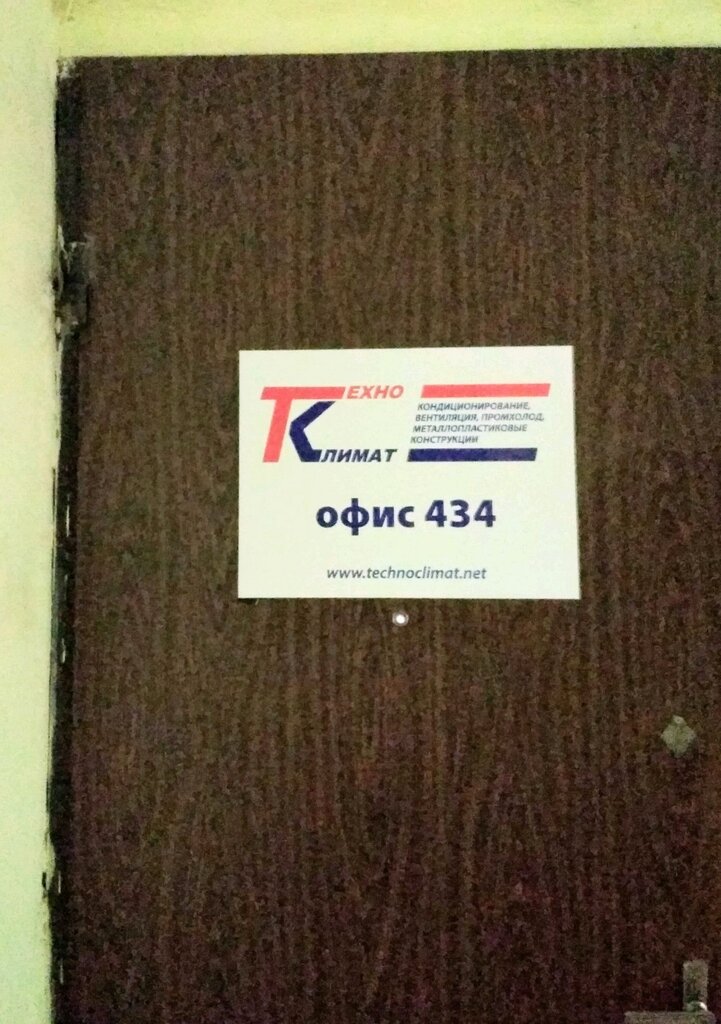 ТЕХНО
КЛИМАТ
КОНДИЦИОНИРОВАНИЕ,
ВЕНТИЛЯЦИЯ, ПРОМХОЛОД,
МЕТАЛЛОПЛАСТИКОВЫЕ
КОНСТРУКЦИИ
офис 434
www.technoclimat.net